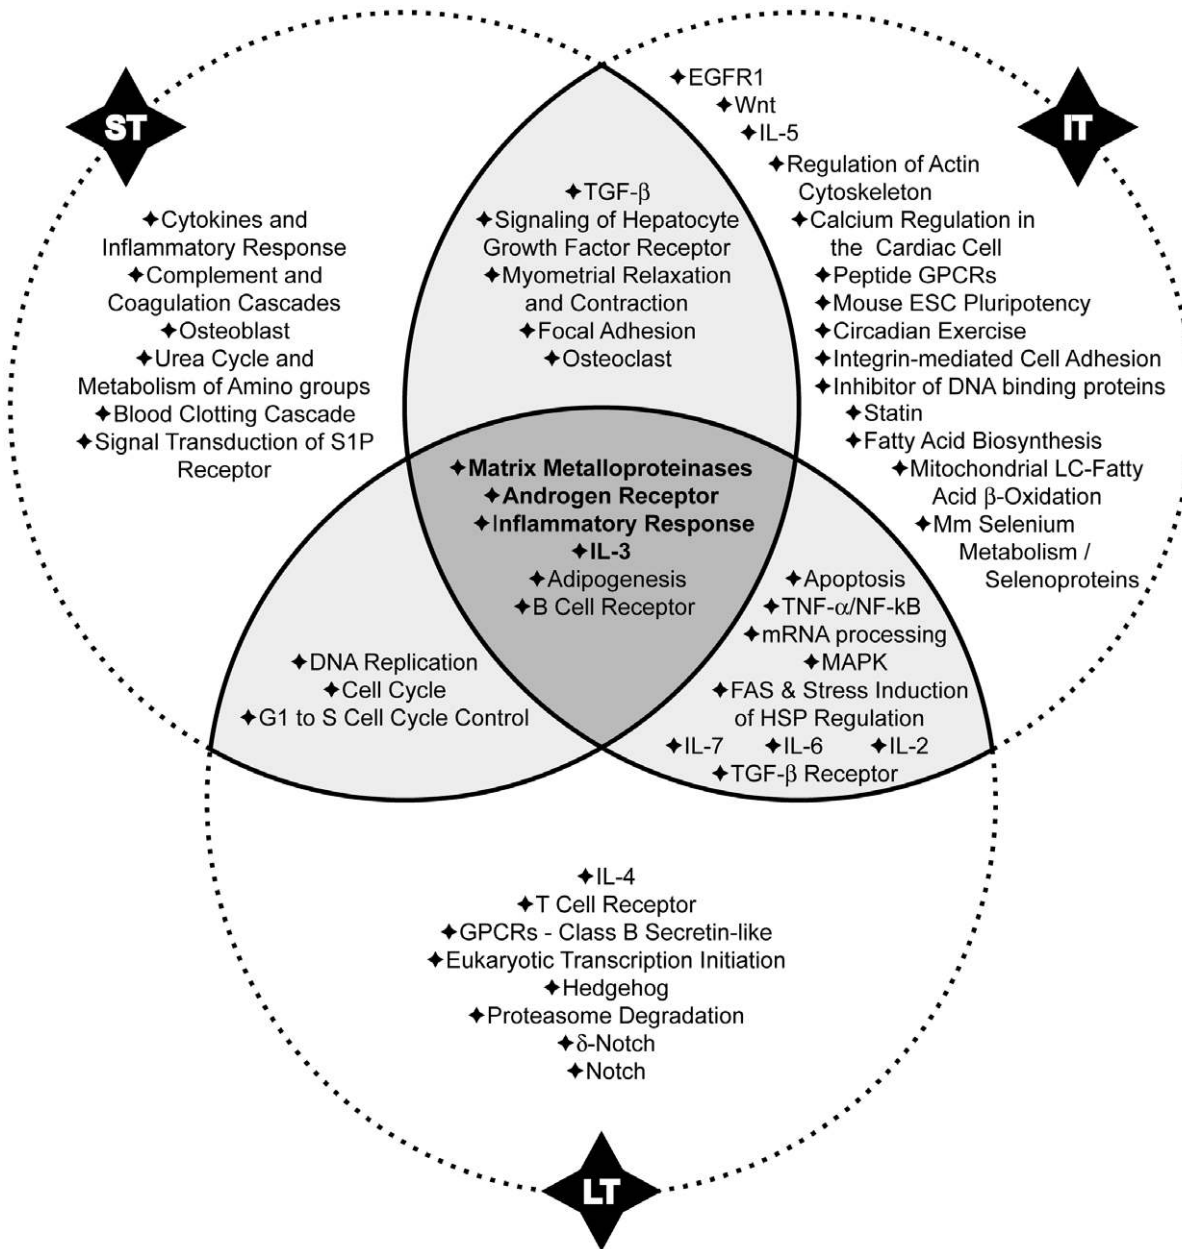 ST
IT
✦EGFR1
✦Wnt
✦IL-5
✦Regulation of Actin
Cytoskeleton
✦Calcium Regulation in
the Cardiac Cell
✦Peptide GPCRs
✦Mouse ESC Pluripotency
✦Circadian Exercise
✦Integrin-mediated Cell Adhesion
✦Inhibitor of DNA binding proteins
✦Statin
✦Fatty Acid Biosynthesis
✦Mitochondrial LC-Fatty
Acid β-Oxidation
✦Mm Selenium
Metabolism /
Selenoproteins
✦TGF-β
✦Signaling of Hepatocyte
Growth Factor Receptor
✦Myometrial Relaxation
and Contraction
✦Focal Adhesion
✦Osteoclast
✦Cytokines and
Inflammatory Response
✦Complement and
Coagulation Cascades
✦Osteoblast
✦Urea Cycle and
Metabolism of Amino groups
✦Blood Clotting Cascade
✦Signal Transduction of S1P
Receptor
✦Matrix Metalloproteinases
✦Androgen Receptor
✦Inflammatory Response
✦IL-3
✦Adipogenesis
✦B Cell Receptor
✦DNA Replication
✦Cell Cycle
✦G1 to S Cell Cycle Control
✦Apoptosis
✦TNF-α/NF-kB
✦mRNA processing
✦MAPK
✦FAS & Stress Induction
of HSP Regulation
✦IL-7 ✦IL-6 ✦IL-2
✦TGF-β Receptor
✦IL-4
✦T Cell Receptor
✦GPCRs - Class B Secretin-like
✦Eukaryotic Transcription Initiation
✦Hedgehog
✦Proteasome Degradation
✦δ-Notch
✦Notch
LT